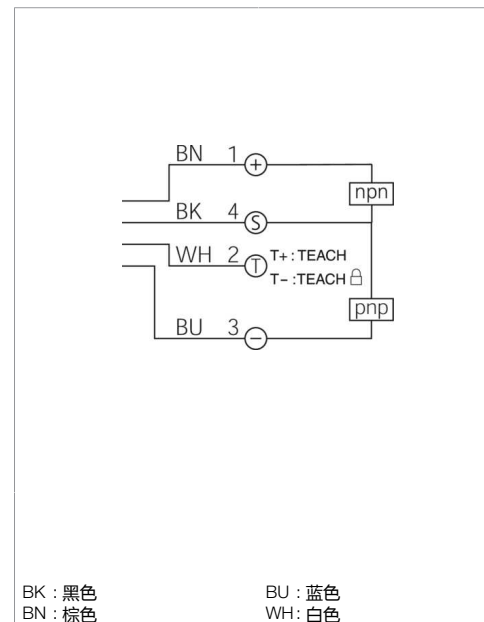 BN 1 +
npn
BK 4 S
WH 2 T T+: TEACH
T- : TEACH
pnp
BU 3 −
BK : 黑色 BU : 蓝色
BN : 棕色 WH : 白色